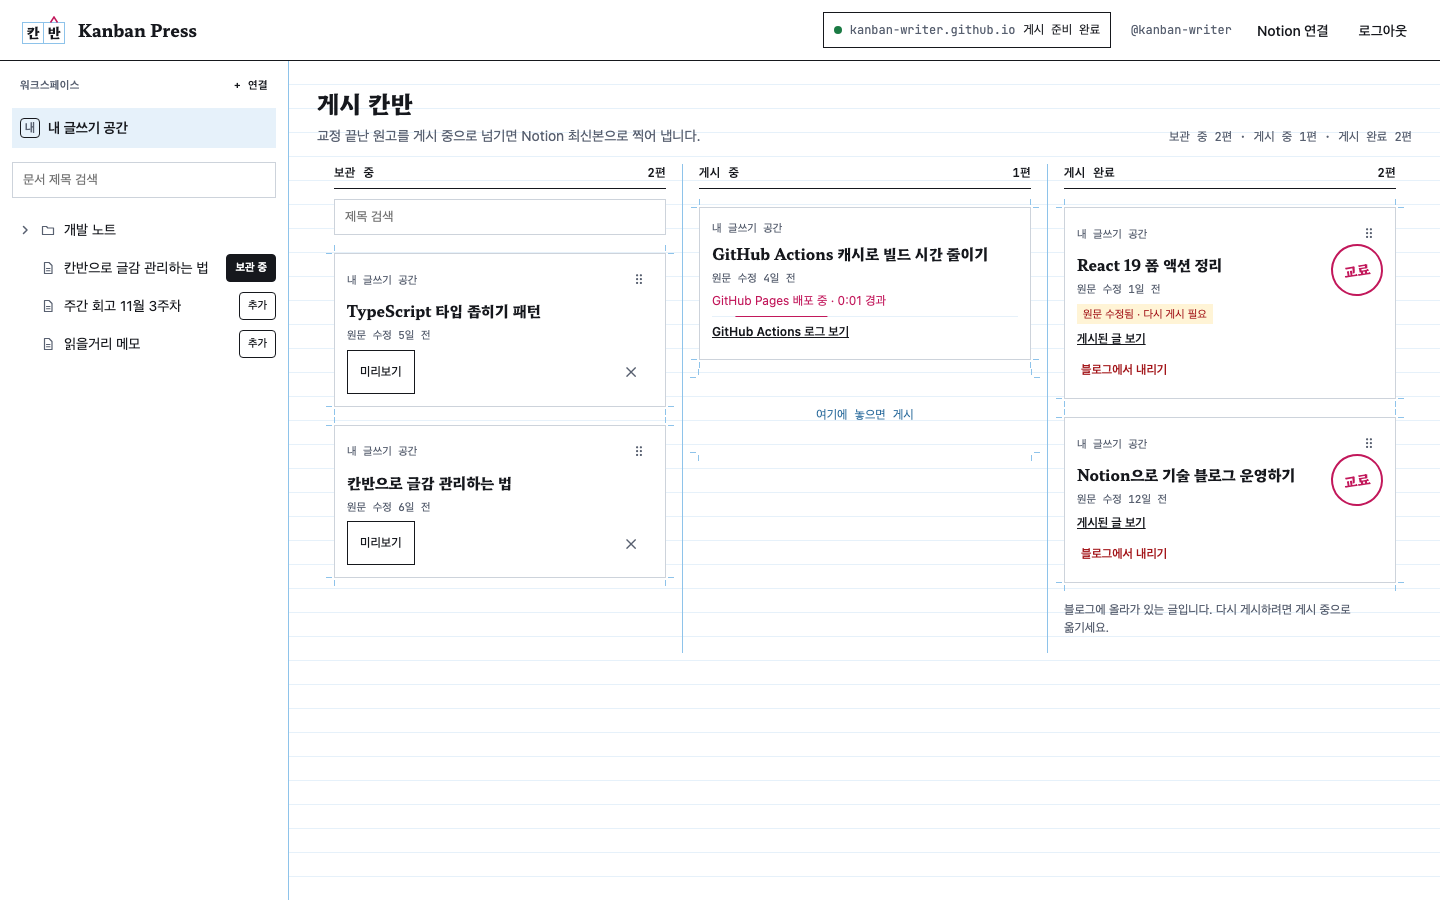 칸반 Kanban Press
kanban-writer.github.io 게시 준비 완료
@kanban-writer
Notion 연결
로그아웃
워크스페이스
+ 연결
내 내 글쓰기 공간
문서 제목 검색
개발 노트
칸반으로 글감 관리하는 법 보관 중
주간 회고 11월 3주차 추가
읽을거리 메모 추가
게시 칸반
교정 끝난 원고를 게시 중으로 넘기면 Notion 최신본으로 찍어 냅니다.
보관 중 2편 · 게시 중 1편 · 게시 완료 2편
보관 중 2편
제목 검색
내 글쓰기 공간
TypeScript 타입 좁히기 패턴
원문 수정 5일 전
미리보기
내 글쓰기 공간
칸반으로 글감 관리하는 법
원문 수정 6일 전
미리보기
게시 중 1편
내 글쓰기 공간
GitHub Actions 캐시로 빌드 시간 줄이기
원문 수정 4일 전
GitHub Pages 배포 중 · 0:01 경과
GitHub Actions 로그 보기
여기에 놓으면 게시
게시 완료 2편
내 글쓰기 공간
React 19 폼 액션 정리
교료
원문 수정 1일 전
원문 수정됨 · 다시 게시 필요
게시된 글 보기
블로그에서 내리기
내 글쓰기 공간
Notion으로 기술 블로그 운영하기
교료
원문 수정 12일 전
게시된 글 보기
블로그에서 내리기
블로그에 올라가 있는 글입니다. 다시 게시하려면 게시 중으로
옮기세요.